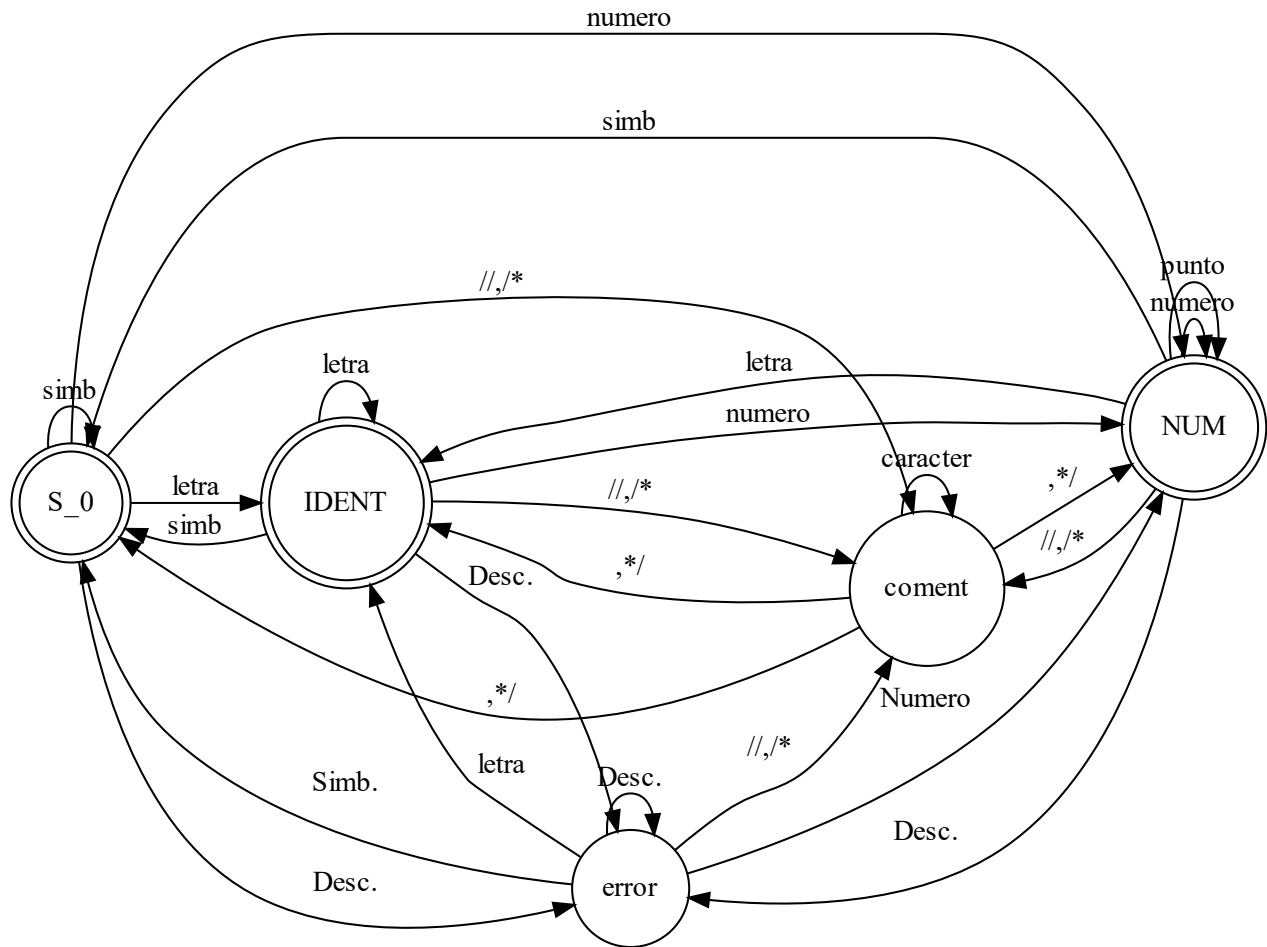 numero
simb
punto
//,/*
numero
letra
letra
simb
numero
NUM
caracter
,*/
letra
//,/*
S_0
IDENT
simb
//,/*
,*/
Desc.
coment
,*/
Numero
//,/*
letra
Desc.
Simb.
Desc.
Desc.
error